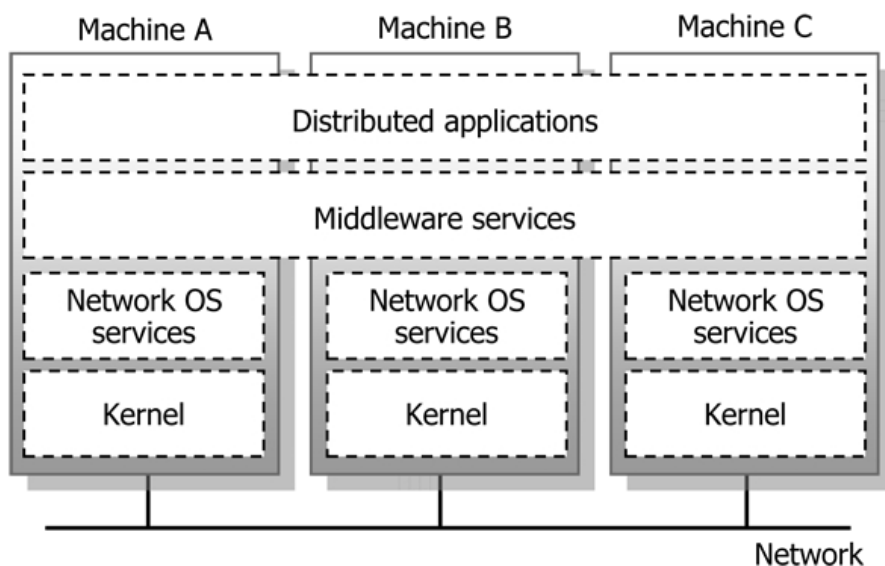 Machine A
Machine B
Machine C
Distributed applications
Middleware services
Network OS
services
Network OS
services
Network OS
services
Kernel
Kernel
Kernel
Network